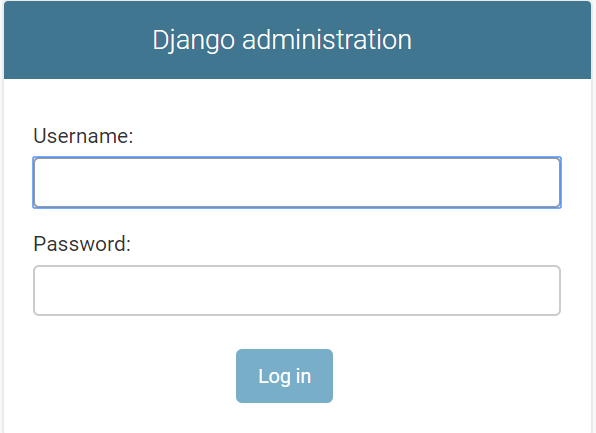 Django administration
Username:
Password:
Log in